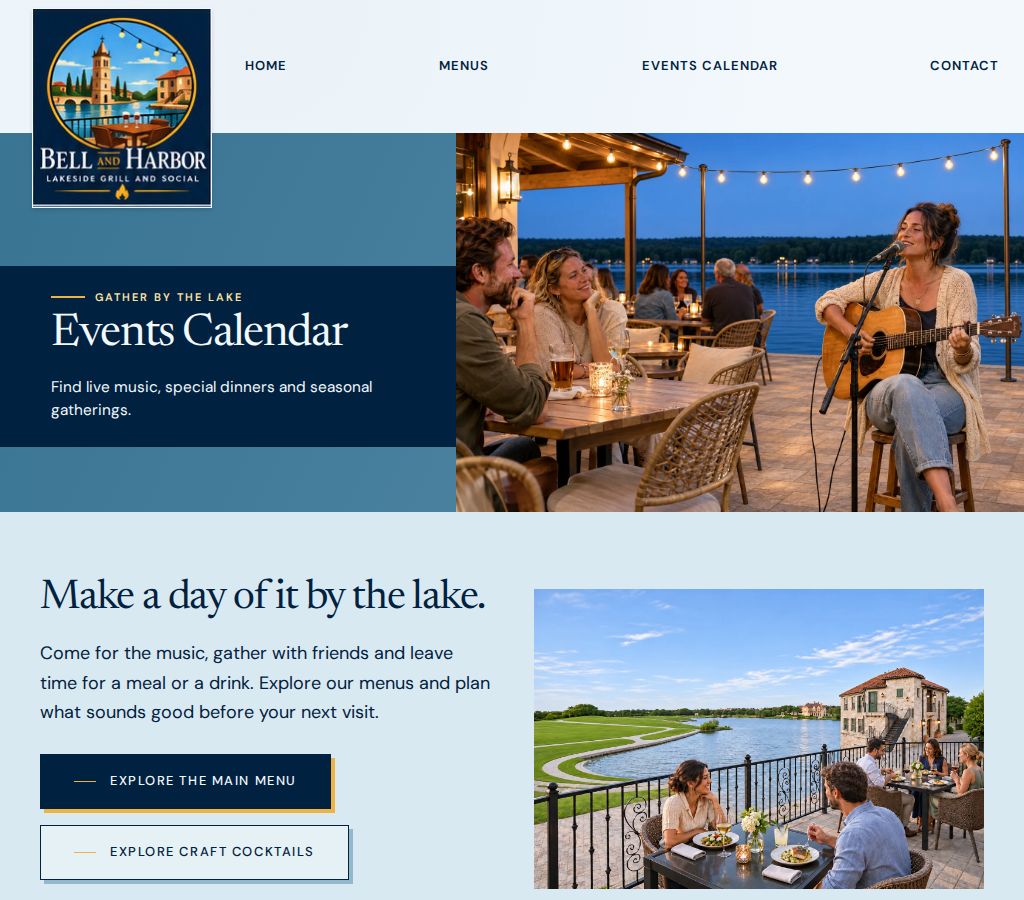 BELL AND HARBOR
LAKESIDE GRILL AND SOCIAL
HOME
MENUS
EVENTS CALENDAR
CONTACT
GATHER BY THE LAKE
Events Calendar
Find live music, special dinners and seasonal
gatherings.
Make a day of it by the lake.
Come for the music, gather with friends and leave
time for a meal or a drink. Explore our menus and plan
what sounds good before your next visit.
EXPLORE THE MAIN MENU
EXPLORE CRAFT COCKTAILS